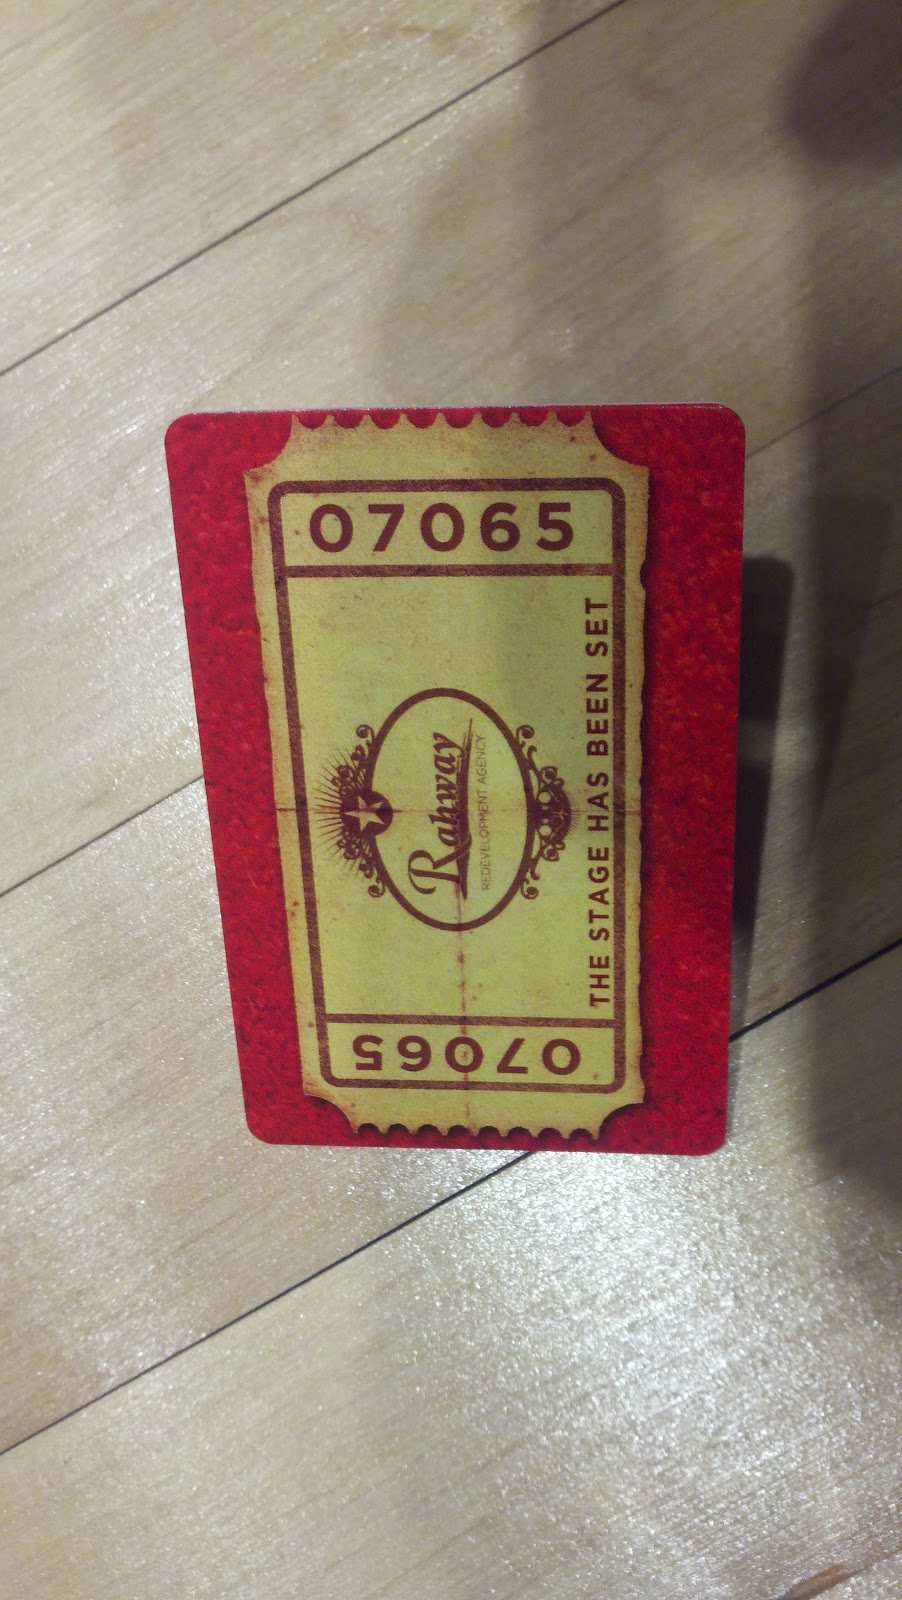 07065
Rahway
REDEVELOPMENT AGENCY
THE STAGE HAS BEEN SET
07065